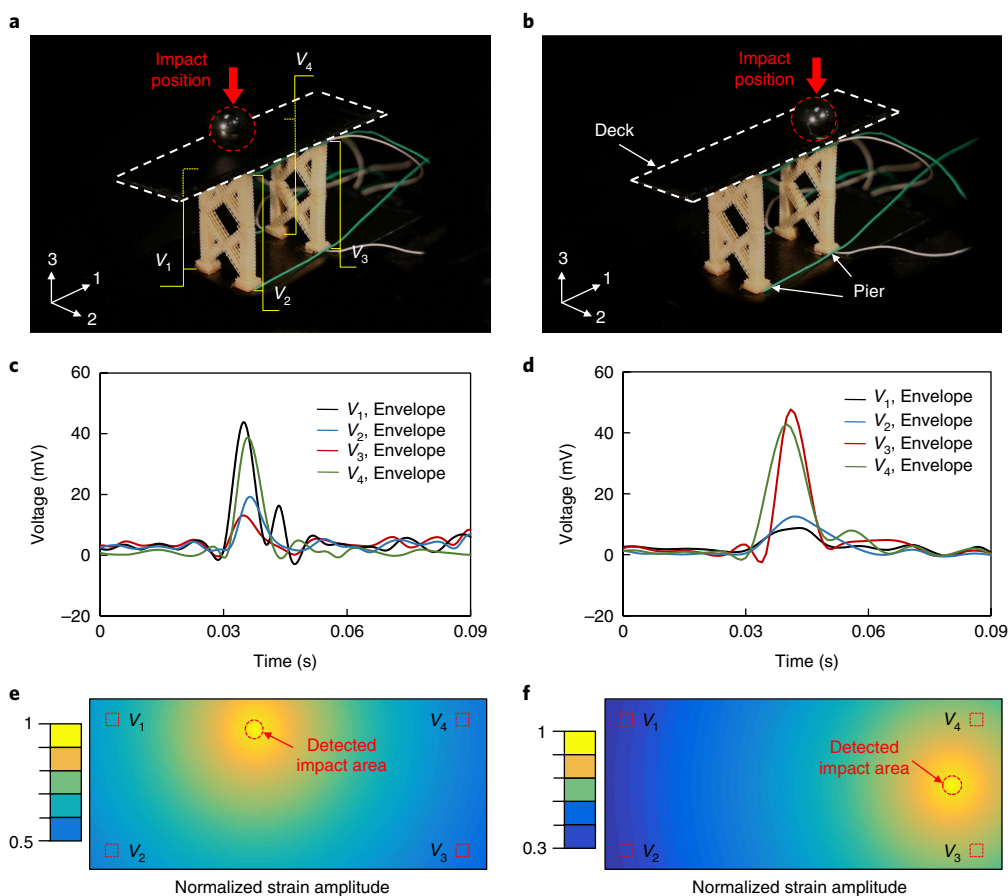 a
Impact
position
V4
V1
V2
V3
3
1
2
b
Impact
position
Deck
Pier
3
1
2
c
60
40
20
0
–20
Voltage (mV)
V1, Envelope
V2, Envelope
V3, Envelope
V4, Envelope
0
0.03
0.06
0.09
Time (s)
d
60
40
20
0
–20
Voltage (mV)
V1, Envelope
V2, Envelope
V3, Envelope
V4, Envelope
0
0.03
0.06
0.09
Time (s)
e
1
0.5
V1
V4
Detected
impact area
V2
V3
Normalized strain amplitude
f
1
0.3
V1
V4
Detected
impact area
V2
V3
Normalized strain amplitude